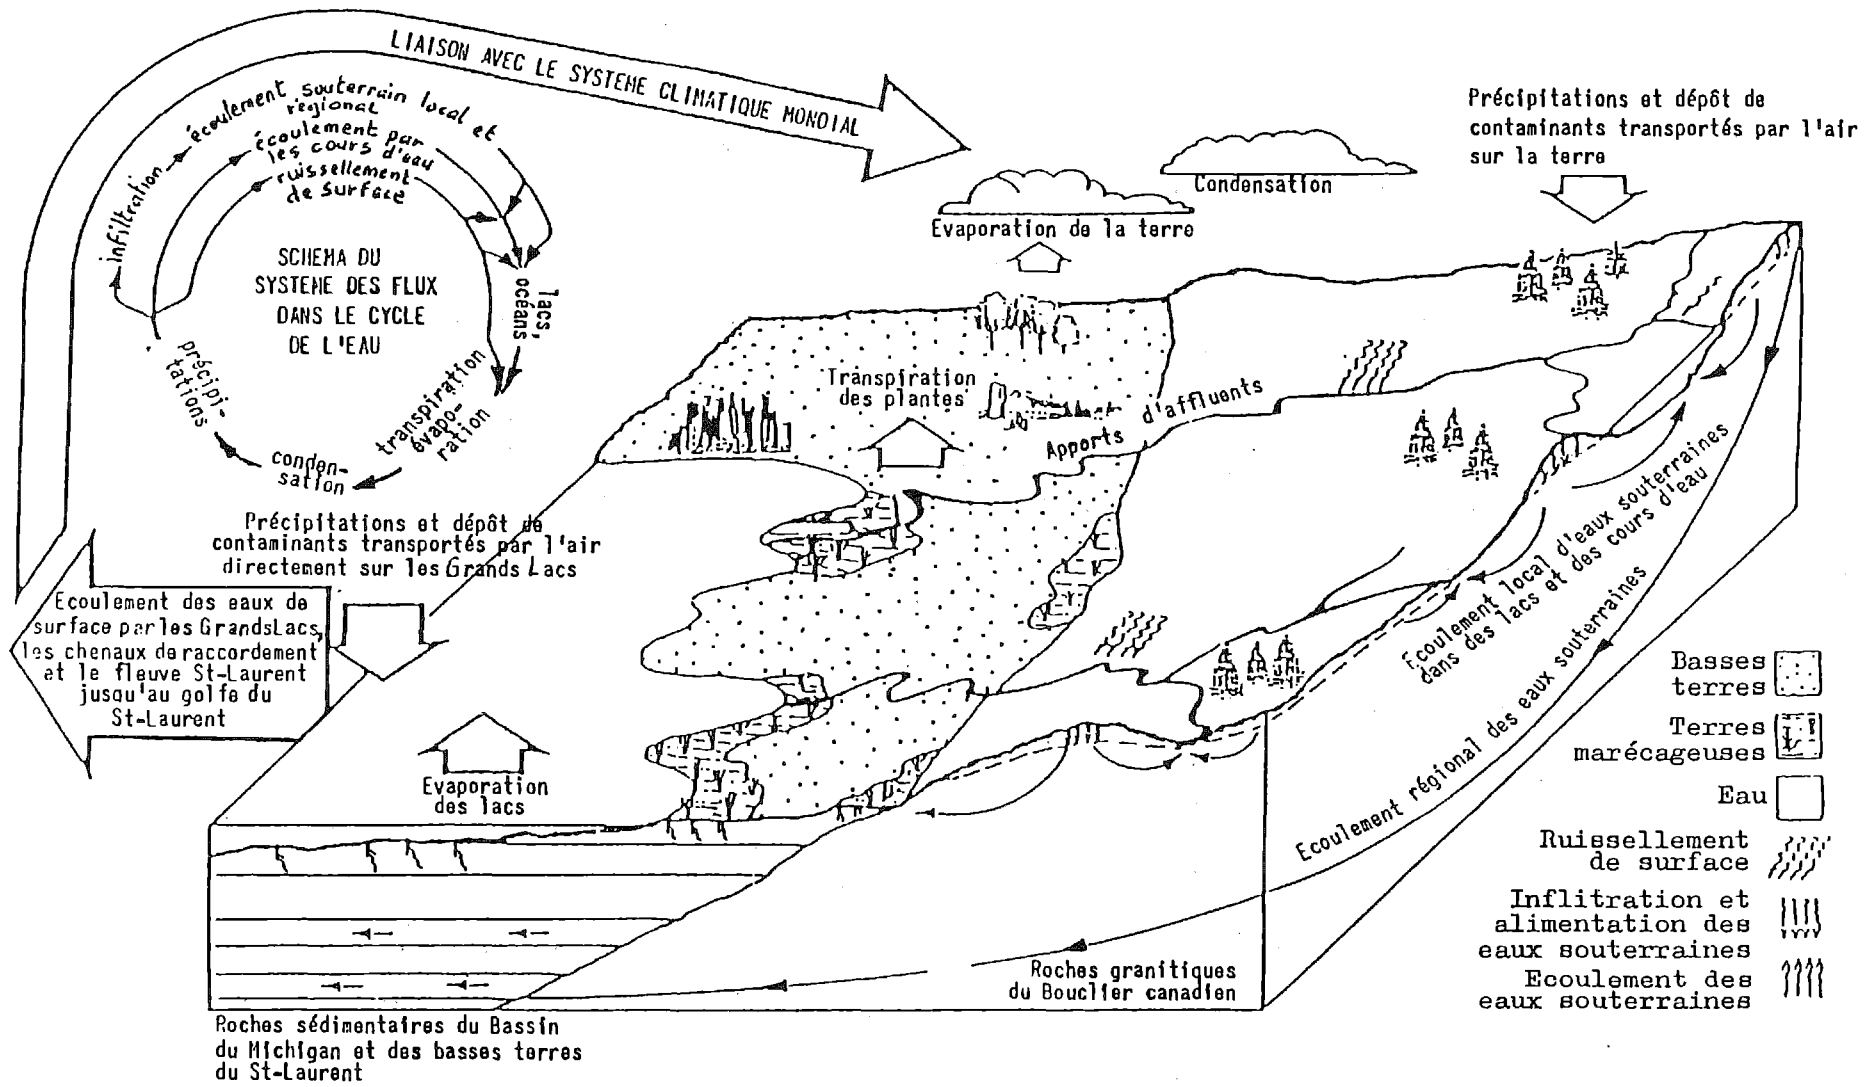 LIAISON AVEC LE SYSTEME CLIMATIQUE MONDIAL
infiltration
écoulement souterrain local et
régional
écoulement par
les cours d'eau
ruissellement
de surface
SCHEMA DU
SYSTEME DES FLUX
DANS LE CYCLE
DE L'EAU
lacs,
océans
transpiration
évapo-
ration
conden-
sation
précipi-
tations
Précipitations et dépôt de
contaminants transportés par l'air
sur la terre
Condensation
Evaporation de la terre
Transpiration
des plantes
Apports d'affluents
Précipitations et dépôt de
contaminants transportés par l'air
directement sur les Grands Lacs
Ecoulement des eaux de
surface par les Grands Lacs,
les chenaux de raccordement
et le fleuve St-Laurent
jusqu'au golfe du
St-Laurent
Evaporation
des lacs
Ecoulement local d'eaux souterraines
dans des lacs et des cours d'eau
Ecoulement régional des eaux souterraines
Roches granitiques
du Bouclier canadien
Roches sédimentaires du Bassin
du Michigan et des basses terres
du St-Laurent
Basses
terres
Terres
marécageuses
Eau
Ruissellement
de surface
Inflitration et
alimentation des
eaux souterraines
Ecoulement des
eaux souterraines